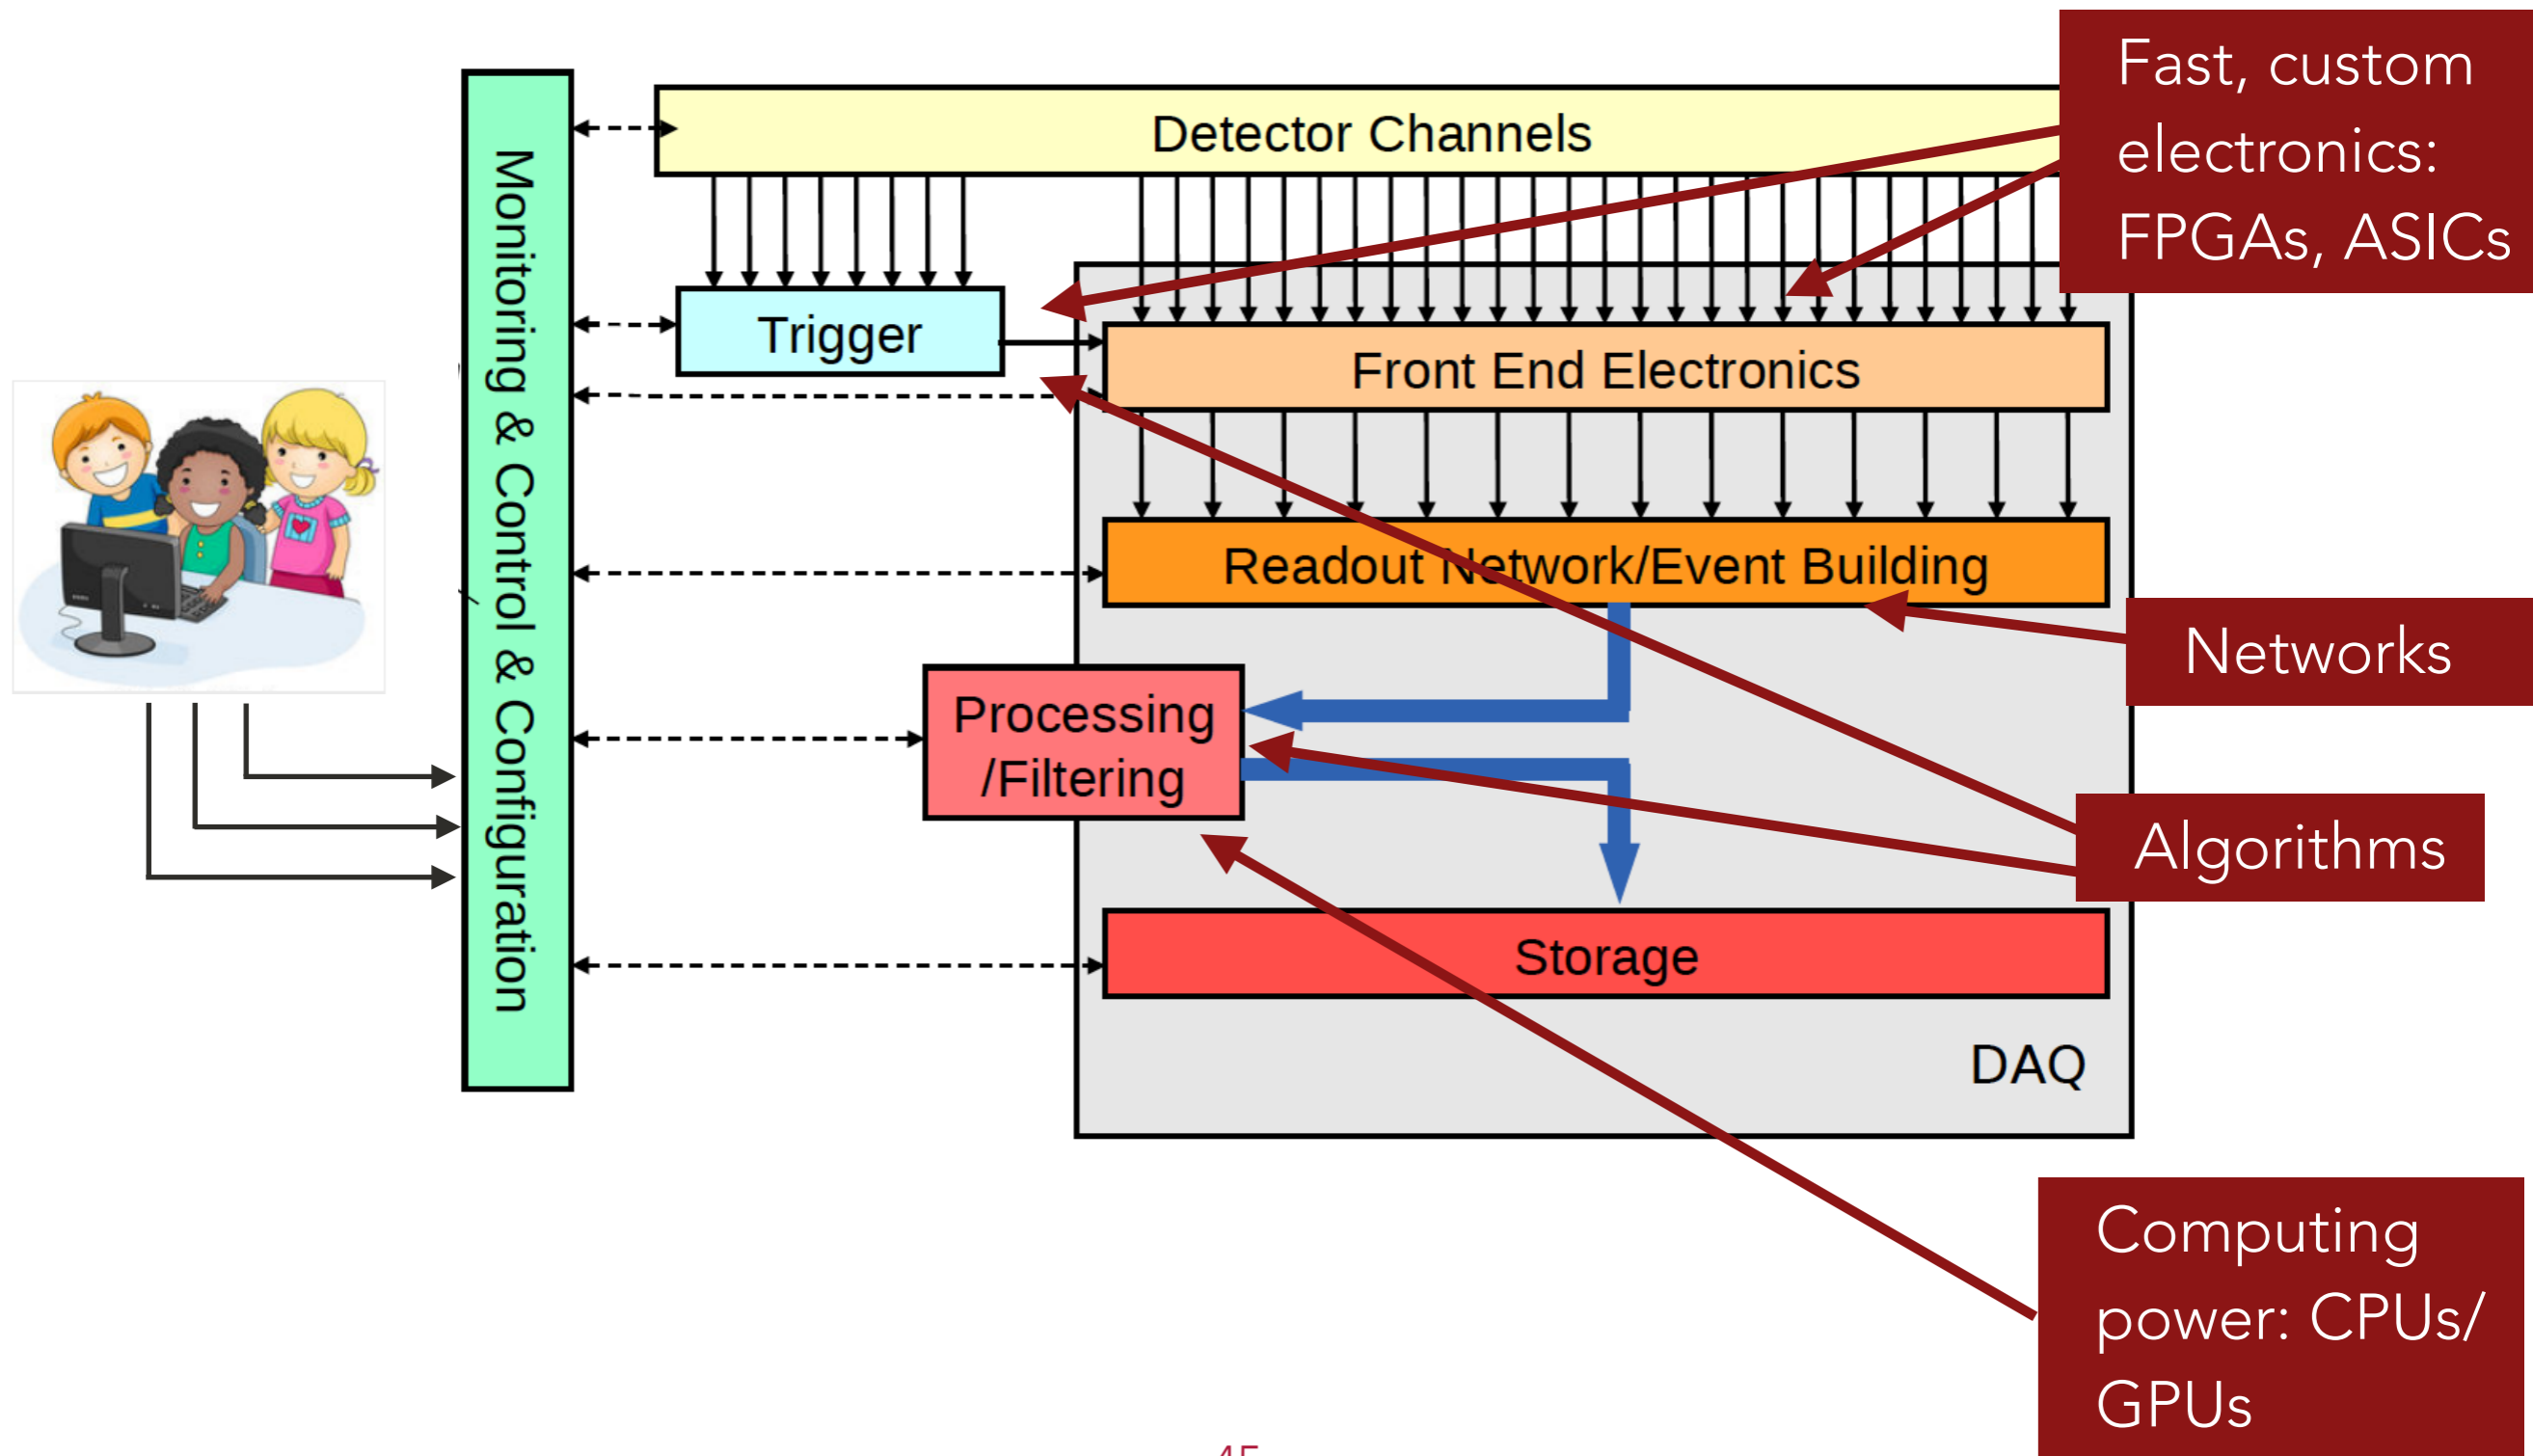 Fast, custom
electronics:
FPGAs, ASICs
Detector Channels
Monitoring & Control & Configuration
Trigger
Front End Electronics
Readout Network/Event Building
Networks
Processing
/Filtering
Algorithms
Storage
DAQ
Computing
power: CPUs/
GPUs